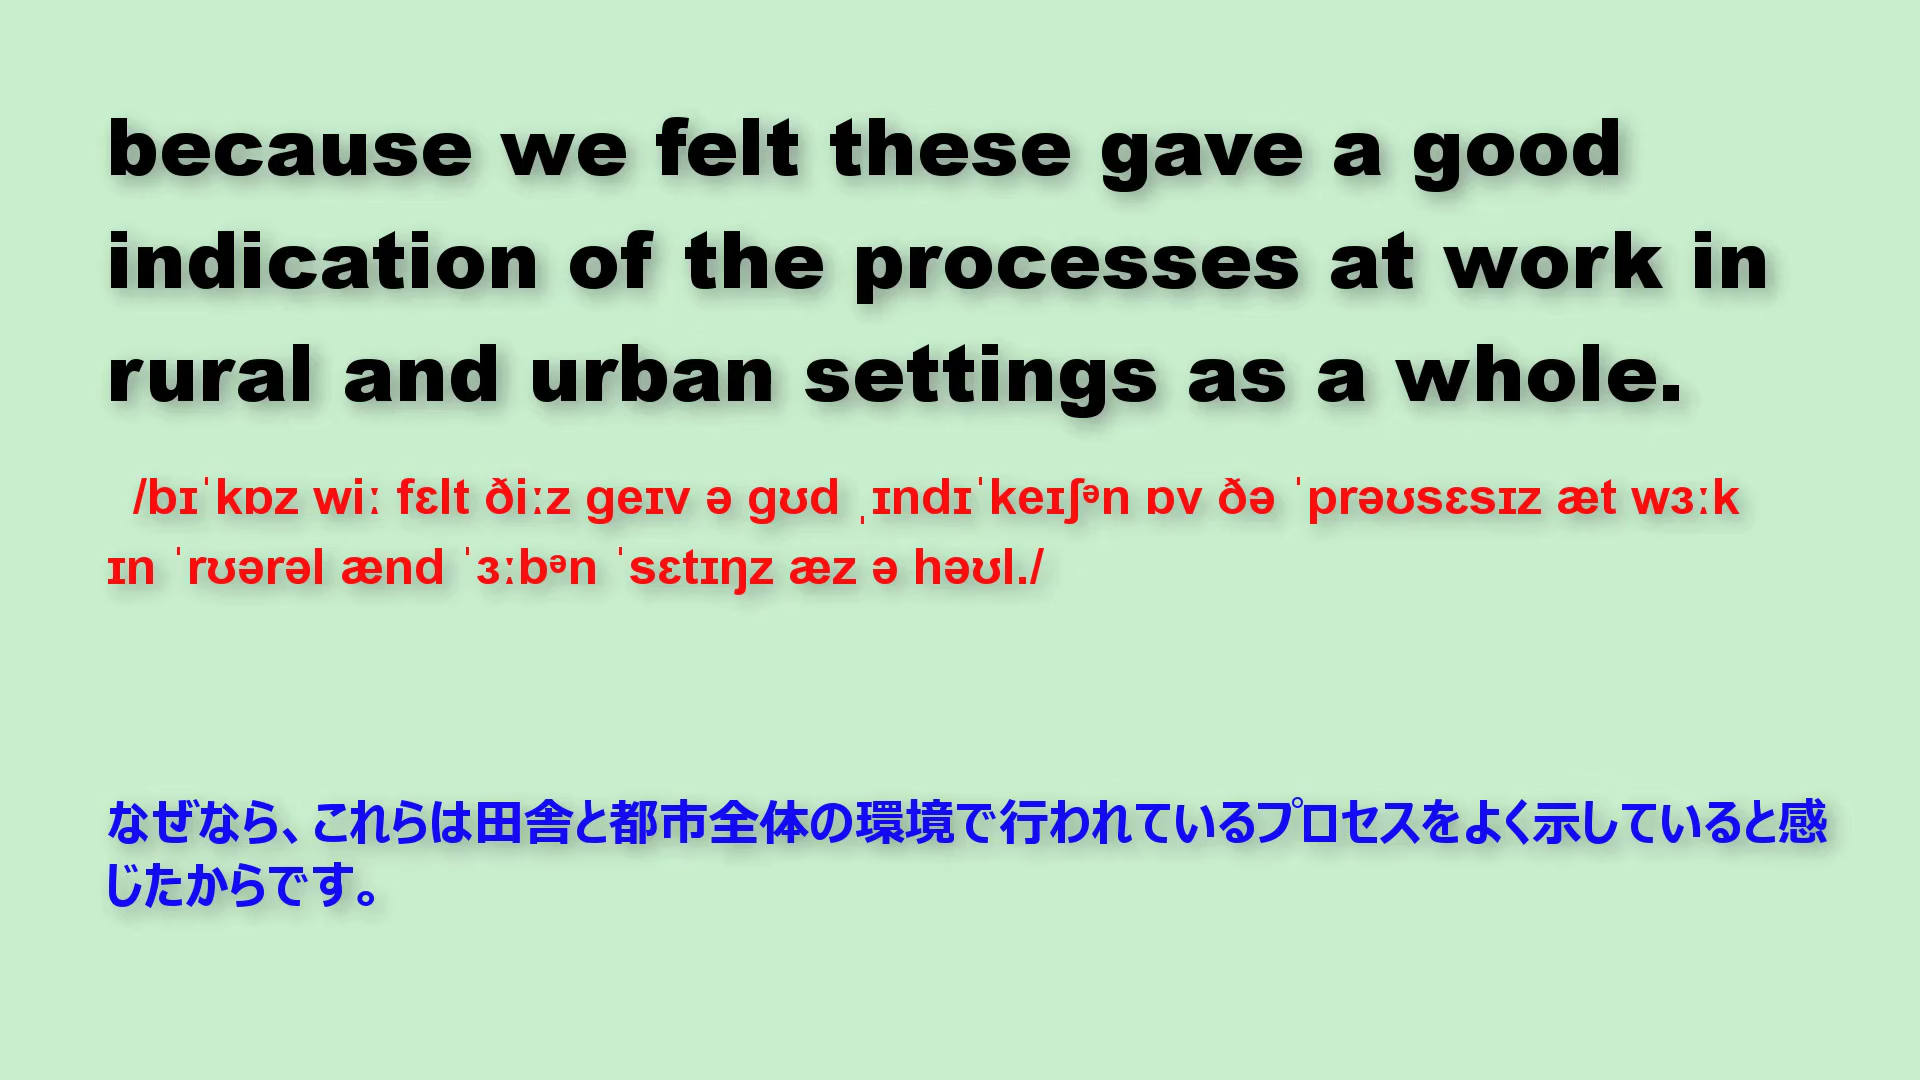 because we felt these gave a good
indication of the processes at work in
rural and urban settings as a whole.
/bɪˈkɒz wiː fɛlt ðiːz geɪv ə gʊd ˌɪndɪˈkeɪʃᵊn ɒv ðə ˈprəʊsɛsɪz æt wɜːk
ɪn ˈrʊərəl ænd ˈɜːbᵊn ˈsɛtɪŋz æz ə həʊl./
なぜなら、これらは田舎と都市全体の環境で行われているプロセスをよく示していると感
じたからです。